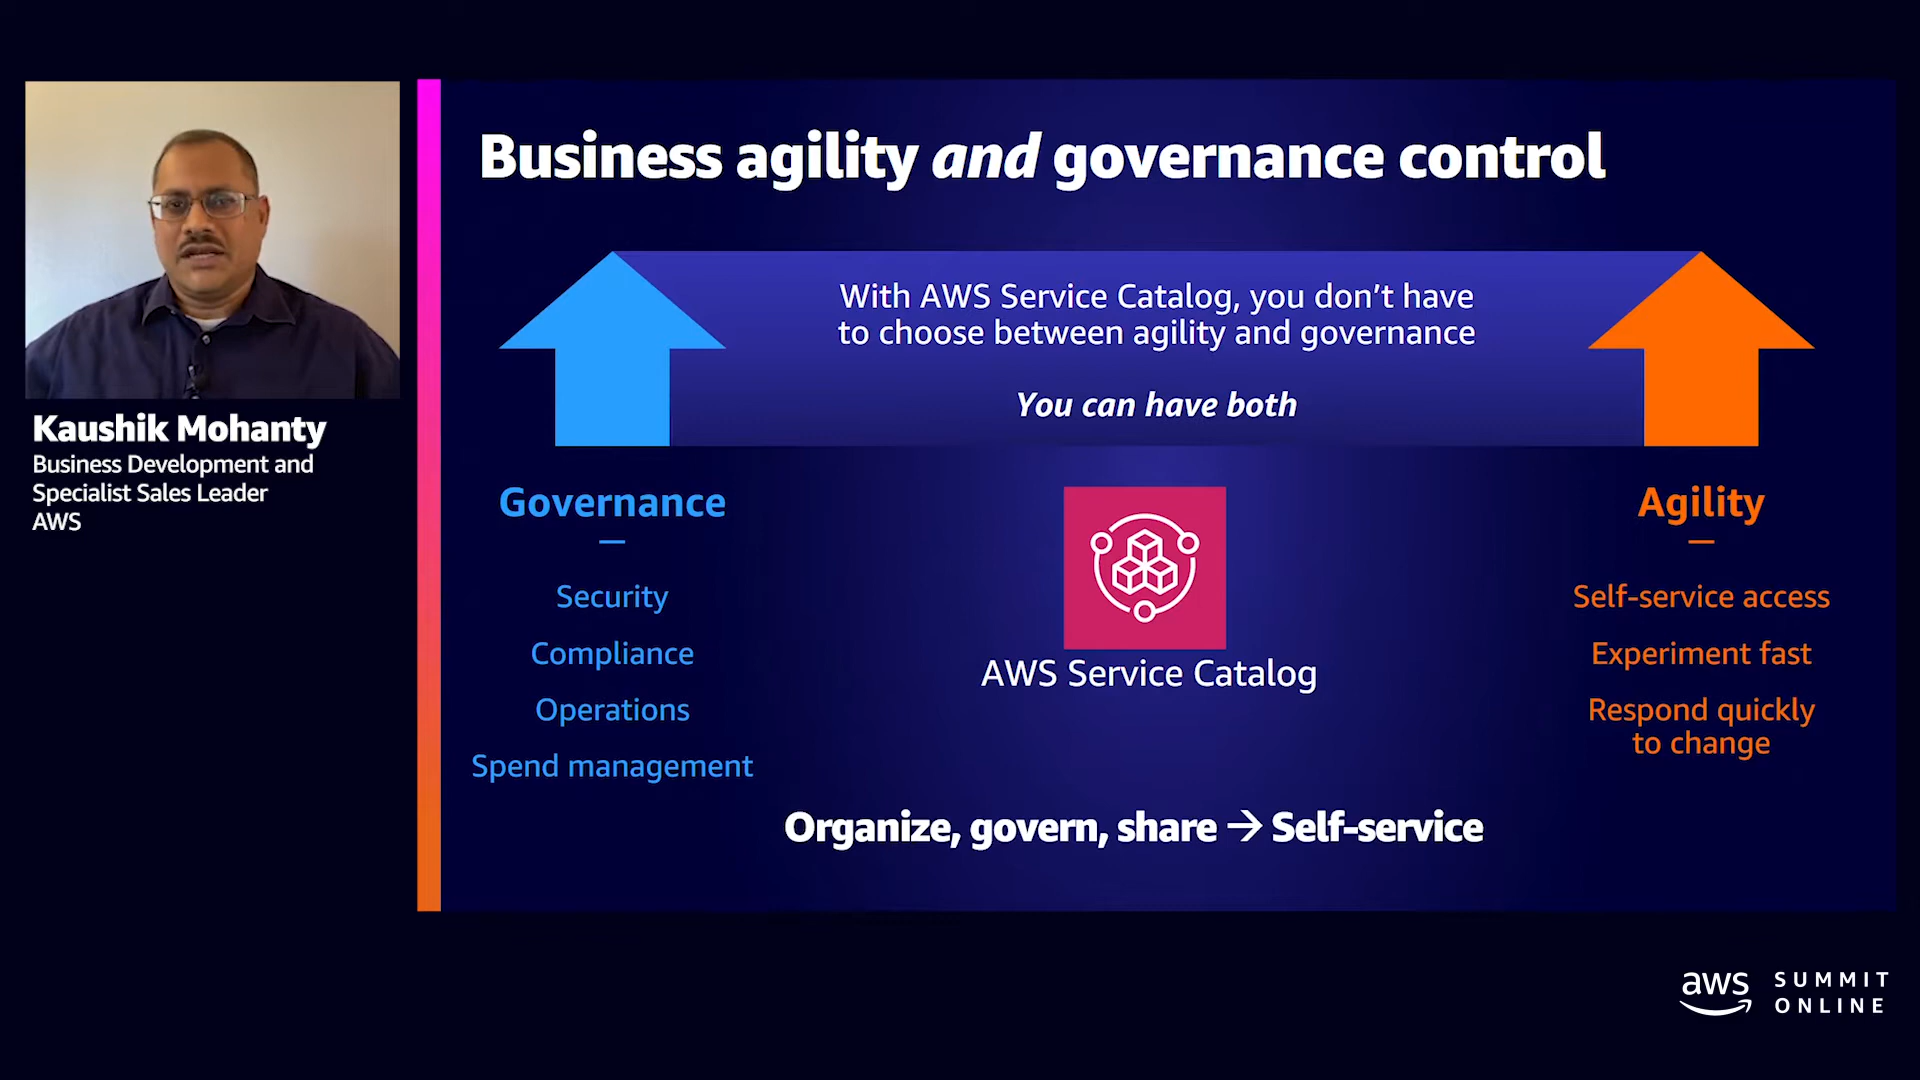 Business agility and governance control
With AWS Service Catalog, you don’t have
to choose between agility and governance
You can have both
Kaushik Mohanty
Business Development and
Specialist Sales Leader
AWS
Governance
Security
Compliance
Operations
Spend management
AWS Service Catalog
Agility
Self-service access
Experiment fast
Respond quickly
to change
Organize, govern, share → Self-service
aws SUMMIT
ONLINE